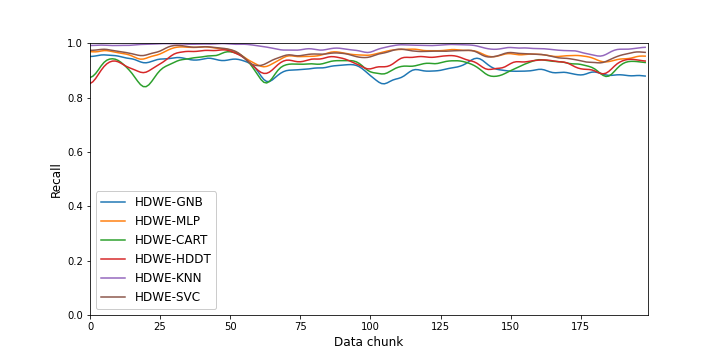 1.0
0.8
0.6
0.4
0.2
0.0
Recall
HDWE-GNB
HDWE-MLP
HDWE-CART
HDWE-HDDT
HDWE-KNN
HDWE-SVC
0 25 50 75 100 125 150 175
Data chunk